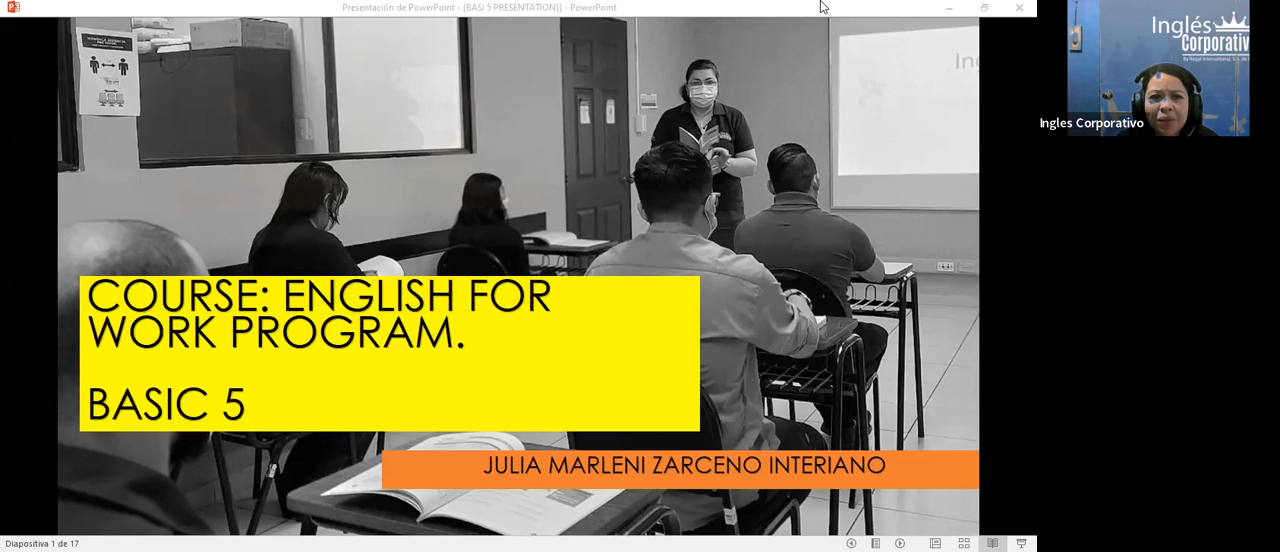 Presentación de PowerPoint - [BASI 5 PRESENTATION)] - PowerPoint
Inglés
Corporativ
Ingles Corporativo
COURSE: ENGLISH FOR
WORK PROGRAM.
BASIC 5
JULIA MARLENI ZARCENO INTERIANO
Diapositiva 1 de 17